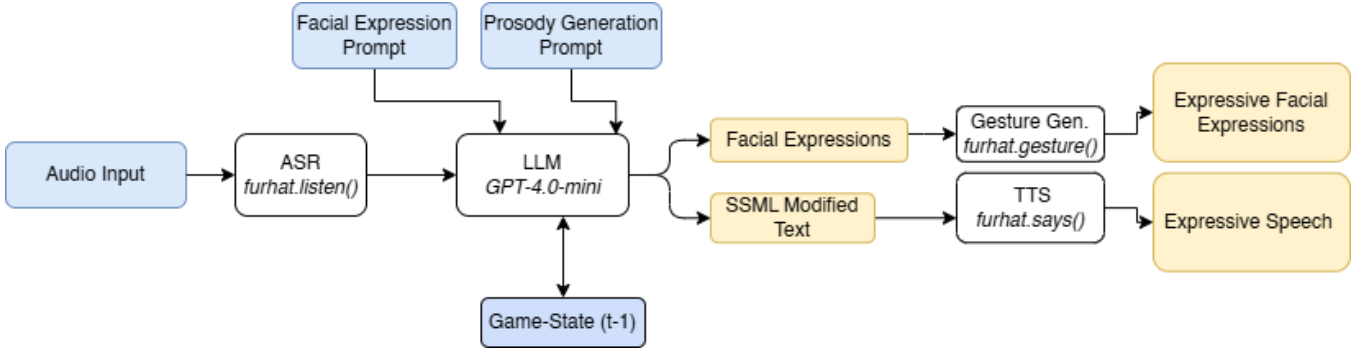 Facial Expression
Prompt
Prosody Generation
Prompt
Audio Input
ASR
furhat.listen()
LLM
GPT-4.0-mini
Game-State (t-1)
Facial Expressions
SSML Modified
Text
Gesture Gen.
furhat.gesture()
TTS
furhat.says()
Expressive Facial
Expressions
Expressive Speech